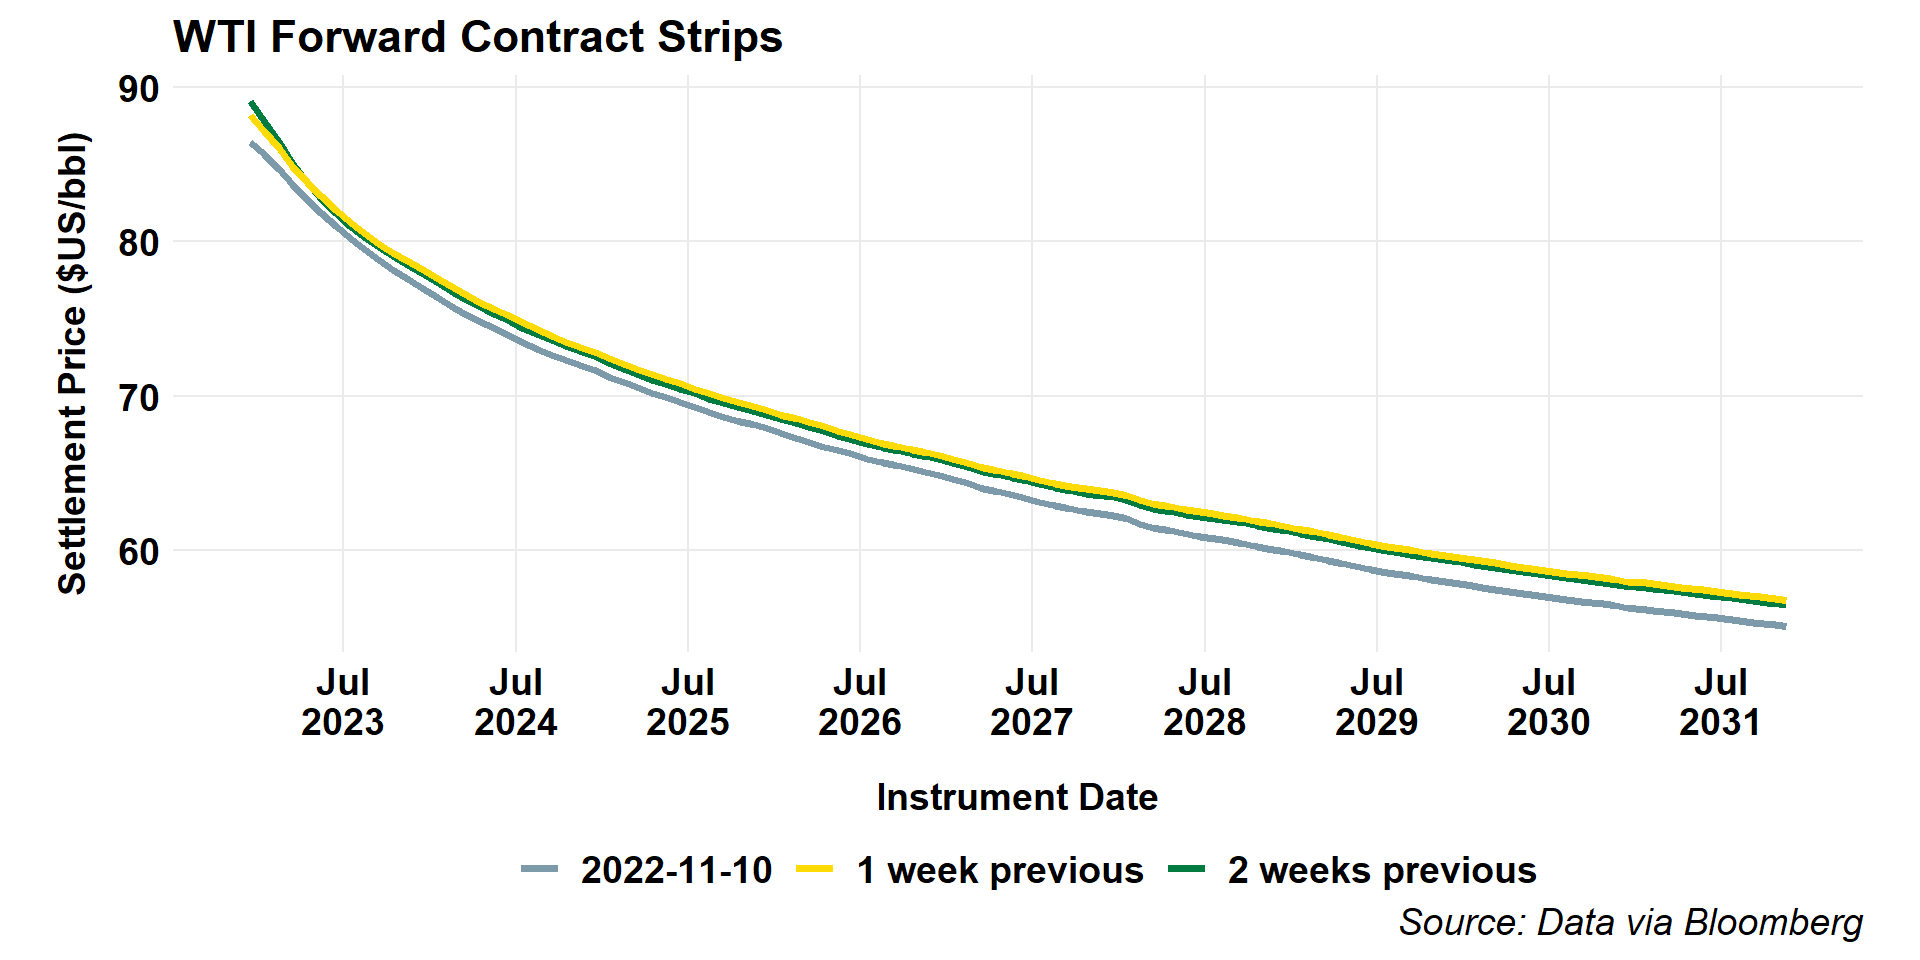 WTI Forward Contract Strips
90
80
70
60
Settlement Price ($US/bbl)
Jul
2023
Jul
2024
Jul
2025
Jul
2026
Jul
2027
Jul
2028
Jul
2029
Jul
2030
Jul
2031
Instrument Date
2022-11-10
1 week previous
2 weeks previous
Source: Data via Bloomberg